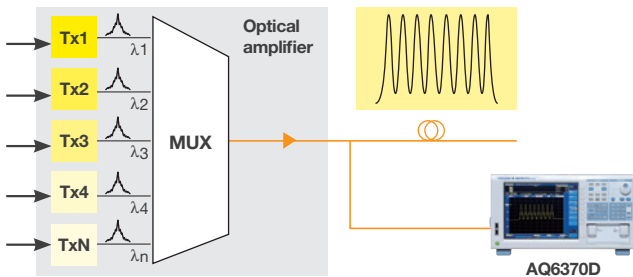 Tx1
λ1
Tx2
λ2
Tx3
λ3
Tx4
λ4
TxN
λn
MUX
Optical
amplifier
AQ6370D